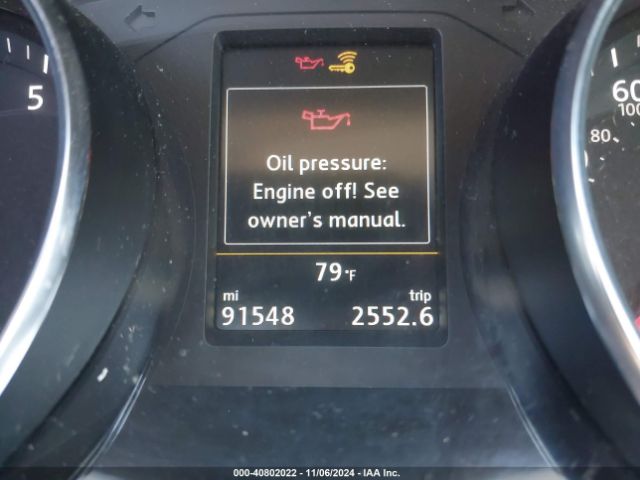 5
60
100
80
Oil pressure:
Engine off! See
owner's manual.
79°F
mi trip
91548 2552.6
000-40802022 - 11/06/2024 - IAA Inc.